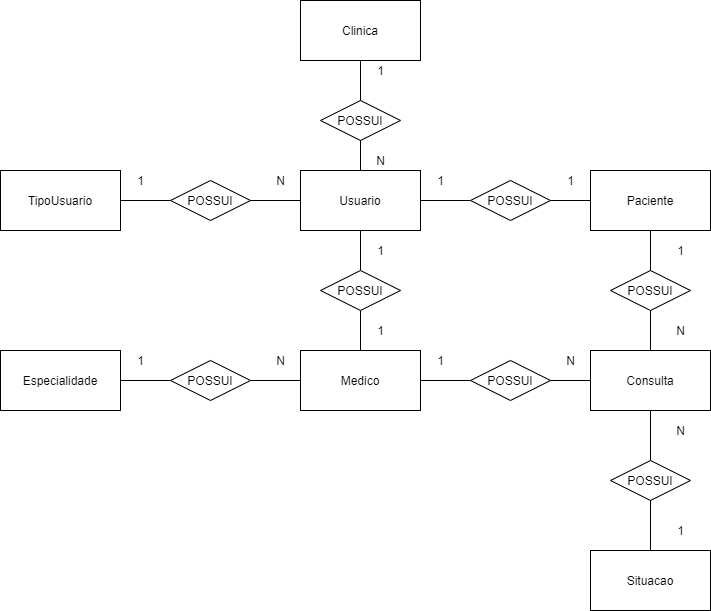 Clinica
1
POSSUI
N
TipoUsuario
1
POSSUI
N
Usuario
1
POSSUI
1
Paciente
1
POSSUI
1
1
POSSUI
N
Especialidade
1
POSSUI
N
Medico
1
POSSUI
N
Consulta
N
POSSUI
1
Situacao